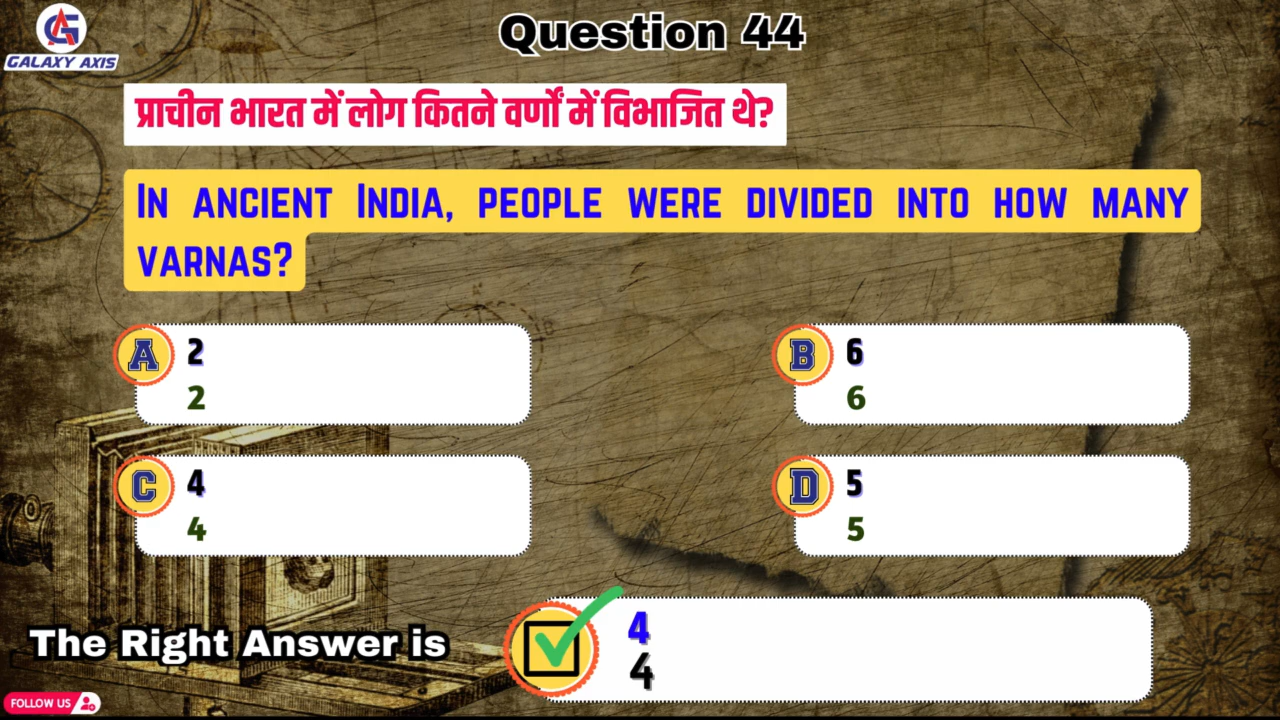 Question 44
GALAXY AXIS
प्राचीन भारत में लोग कितने वर्णों में विभाजित थे?
In ancient India, people were divided into how many
varnas?
A 2
2
B 6
6
C 4
4
D 5
5
The Right Answer is
4
4
FOLLOW US